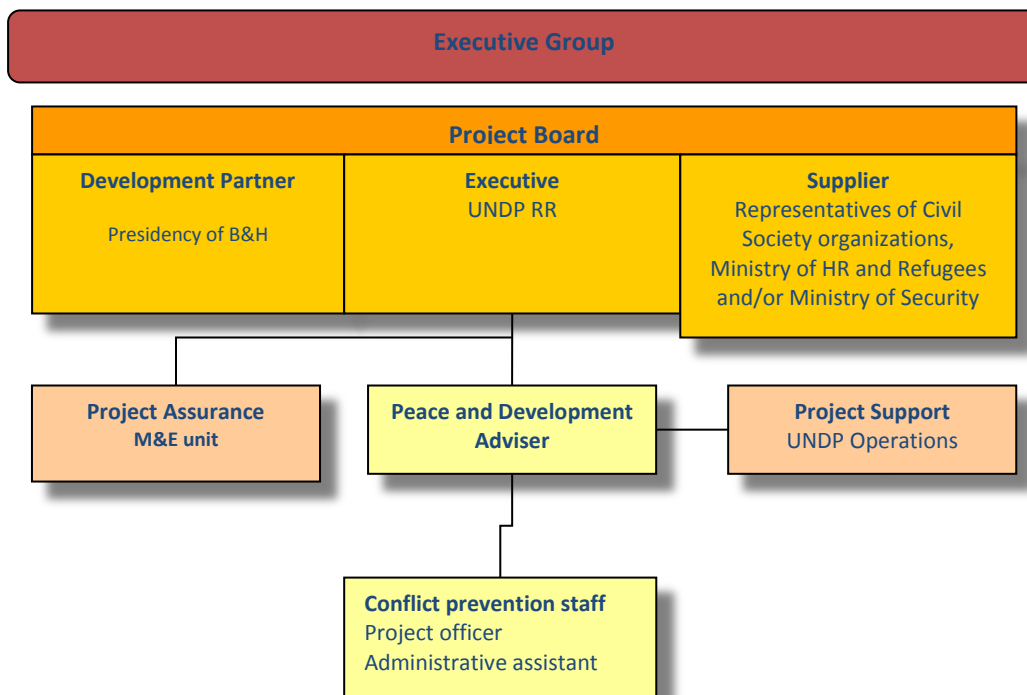 Executive Group
Project Board
Development Partner
Presidency of B&H
Executive
UNDP RR
Supplier
Representatives of Civil
Society organizations,
Ministry of HR and Refugees
and/or Ministry of Security
Project Assurance
M&E unit
Peace and Development
Adviser
Project Support
UNDP Operations
Conflict prevention staff
Project officer
Administrative assistant